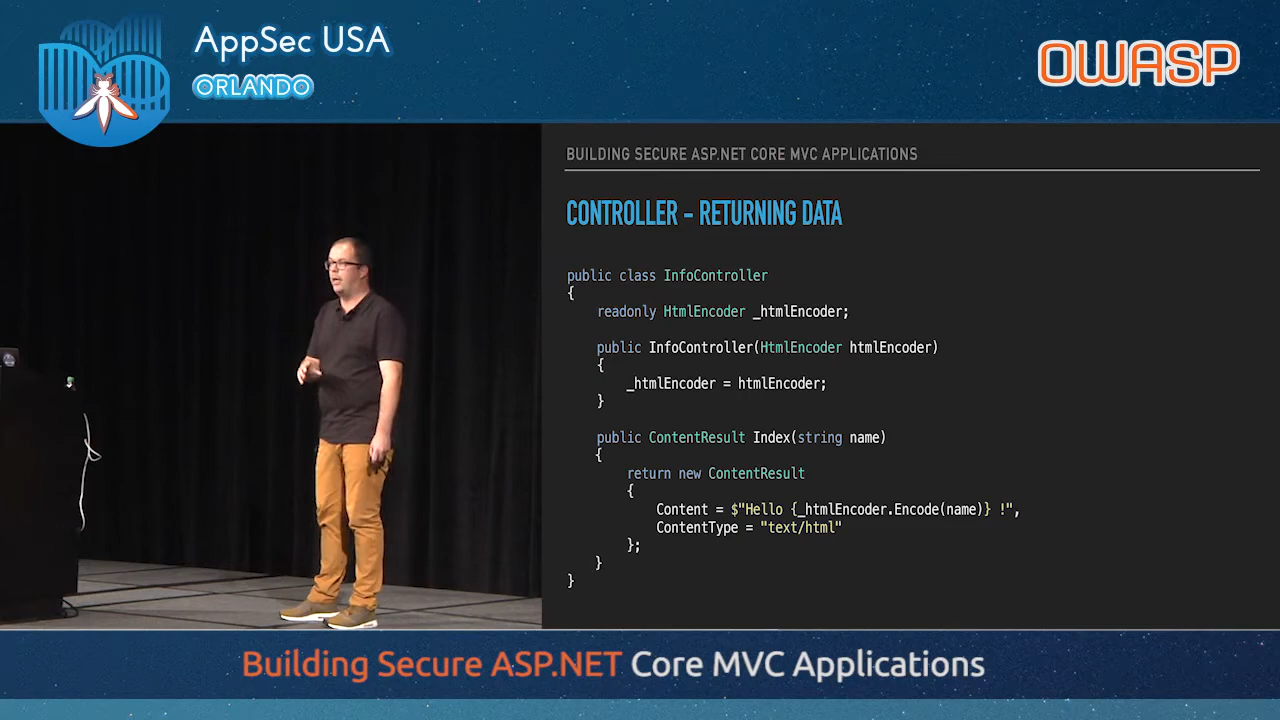 AppSec USA
ORLANDO
OWASP
BUILDING SECURE ASP.NET CORE MVC APPLICATIONS
CONTROLLER - RETURNING DATA
public class InfoController
{
readonly HtmlEncoder _htmlEncoder;
public InfoController(HtmlEncoder htmlEncoder)
{
_htmlEncoder = htmlEncoder;
}
public ContentResult Index(string name)
{
return new ContentResult
{
Content = $"Hello {_htmlEncoder.Encode(name)} !",
ContentType = "text/html"
};
}
}
Building Secure ASP.NET Core MVC Applications